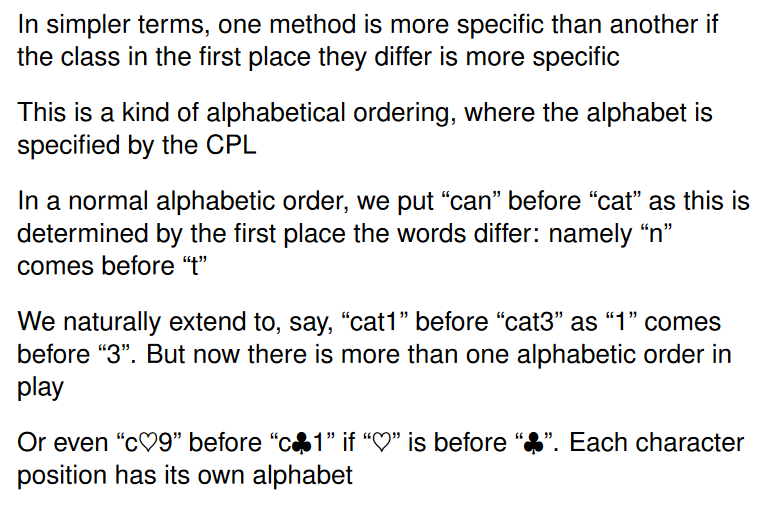 In simpler terms, one method is more specific than another if
the class in the first place they differ is more specific
This is a kind of alphabetical ordering, where the alphabet is
specified by the CPL
In a normal alphabetic order, we put “can” before “cat” as this is
determined by the first place the words differ: namely “n”
comes before “t”
We naturally extend to, say, “cat1” before “cat3” as “1” comes
before “3”. But now there is more than one alphabetic order in
play
Or even “c♡9” before “c♣1” if “♡” is before “♣”. Each character
position has its own alphabet